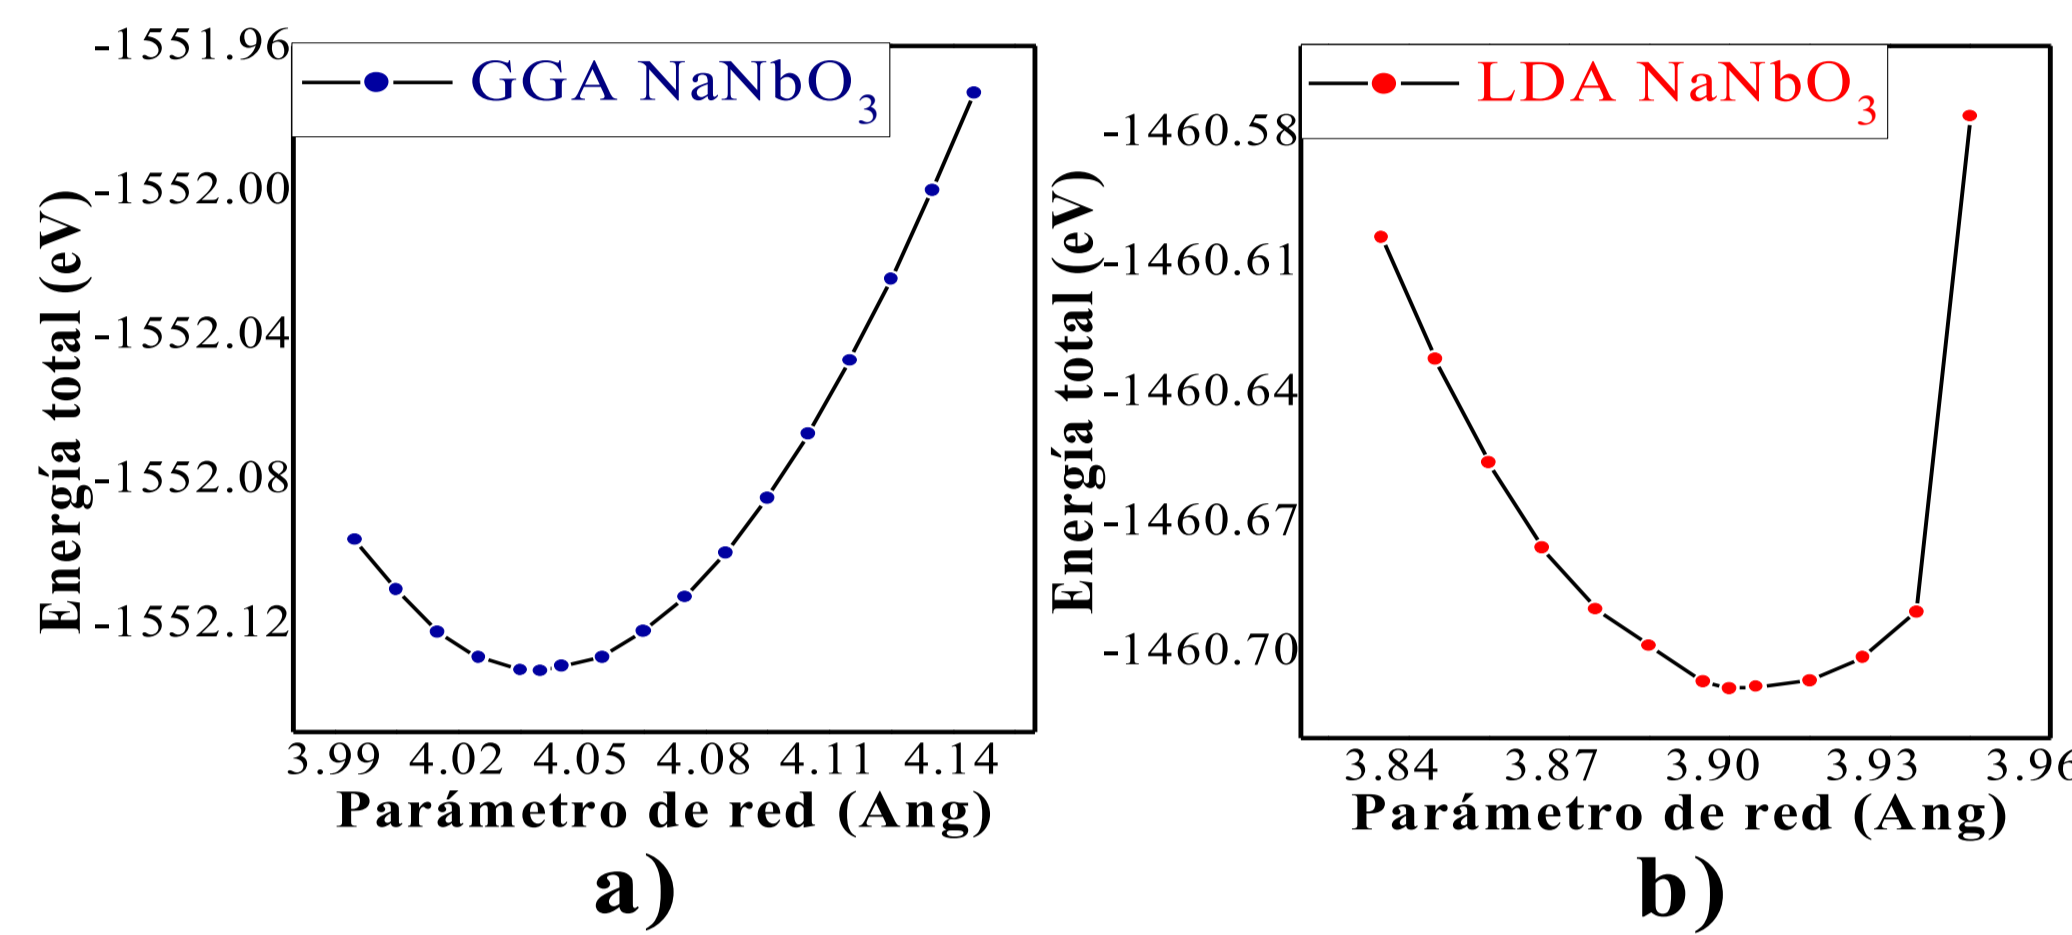 GGA NaNbO3
-1551.96
-1552.00
-1552.04
-1552.08
-1552.12
Energía total (eV)
3.99 4.02 4.05 4.08 4.11 4.14
Parámetro de red (Ang)
a)
LDA NaNbO3
-1460.58
-1460.61
-1460.64
-1460.67
-1460.70
Energía total (eV)
3.84 3.87 3.90 3.93 3.96
Parámetro de red (Ang)
b)